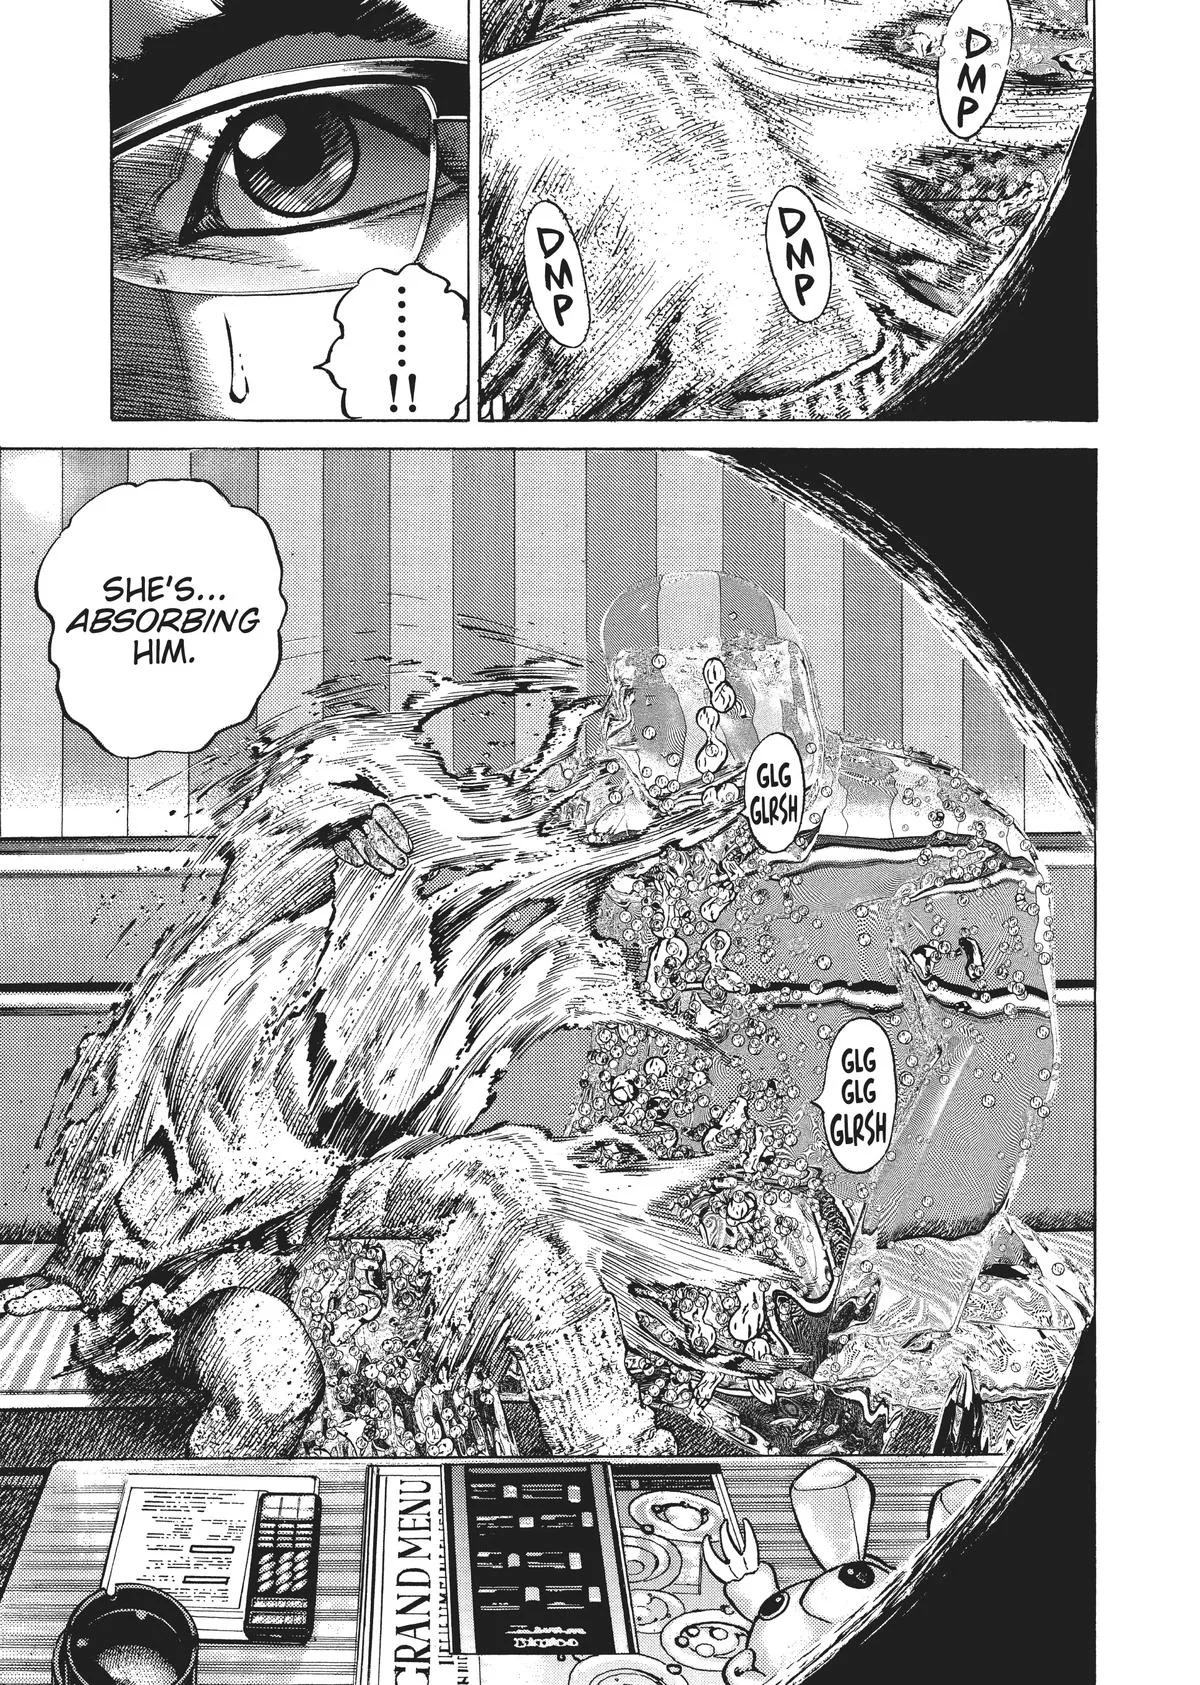 DMP
DMP
DMP
........!!
SHE'S...
ABSORBING
HIM.
GLG
GLRSH
GLG
GLG
GLRSH
GRAND MENU